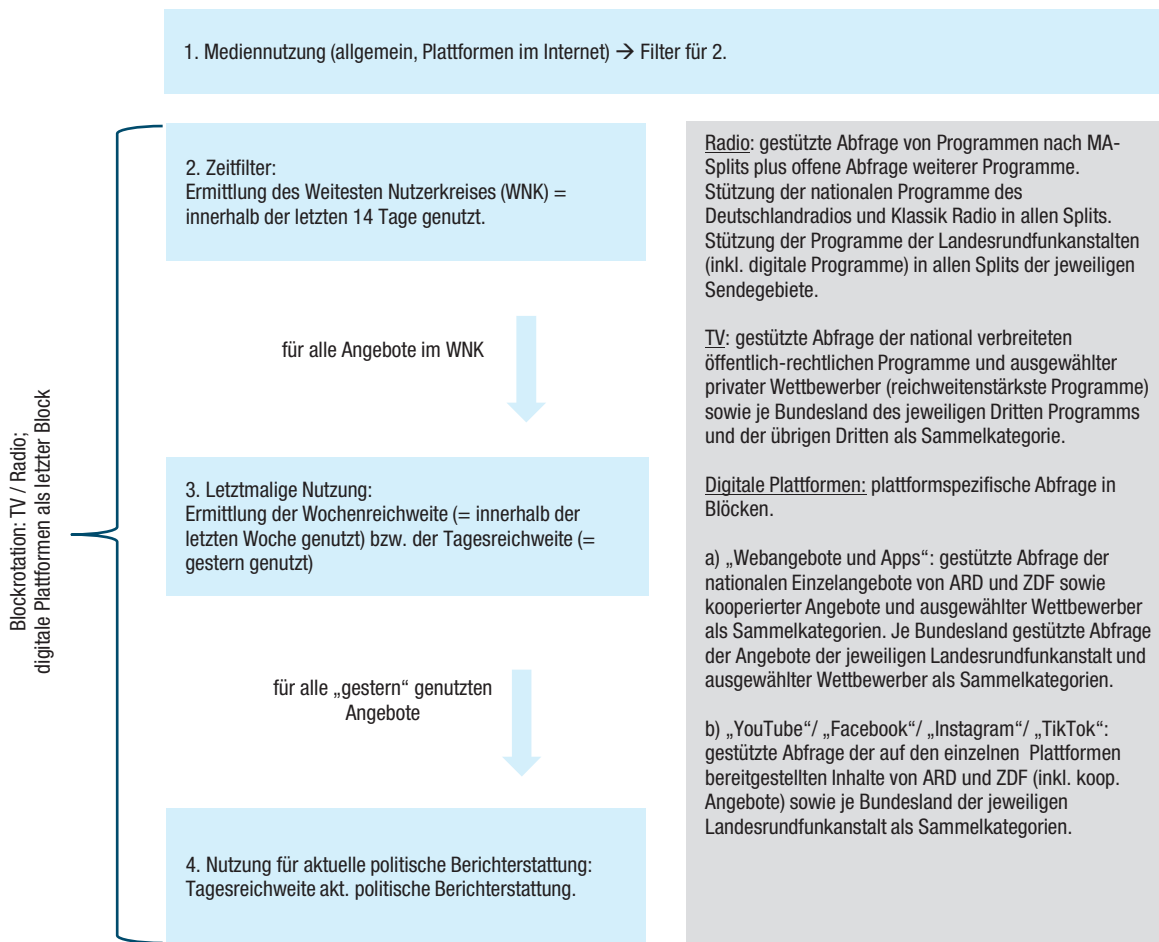 1. Mediennutzung (allgemein, Plattformen im Internet) → Filter für 2.
Blockrotation: TV / Radio;
digitale Plattformen als letzter Block
2. Zeitfilter:
Ermittlung des Weitesten Nutzerkreises (WNK) =
innerhalb der letzten 14 Tage genutzt.
für alle Angebote im WNK
3. Letztmalige Nutzung:
Ermittlung der Wochenreichweite (= innerhalb der
letzten Woche genutzt) bzw. der Tagesreichweite (=
gestern genutzt)
für alle „gestern“ genutzten
Angebote
4. Nutzung für aktuelle politische Berichterstattung:
Tagesreichweite akt. politische Berichterstattung.
Radio: gestützte Abfrage von Programmen nach MA-
Splits plus offene Abfrage weiterer Programme.
Stützung der nationalen Programme des
Deutschlandradios und Klassik Radio in allen Splits.
Stützung der Programme der Landesrundfunkanstalten
(inkl. digitale Programme) in allen Splits der jeweiligen
Sendegebiete.
TV: gestützte Abfrage der national verbreiteten
öffentlich-rechtlichen Programme und ausgewählter
privater Wettbewerber (reichweitenstärkste Programme)
sowie je Bundesland des jeweiligen Dritten Programms
und der übrigen Dritten als Sammelkategorie.
Digitale Plattformen: plattformspezifische Abfrage in
Blöcken.
a) „Webangebote und Apps“: gestützte Abfrage der
nationalen Einzelangebote von ARD und ZDF sowie
kooperierter Angebote und ausgewählter Wettbewerber
als Sammelkategorien. Je Bundesland gestützte Abfrage
der Angebote der jeweiligen Landesrundfunkanstalt und
ausgewählter Wettbewerber als Sammelkategorien.
b) „YouTube“/ „Facebook“/ „Instagram“/ „TikTok“:
gestützte Abfrage der auf den einzelnen Plattformen
bereitgestellten Inhalte von ARD und ZDF (inkl. koop.
Angebote) sowie je Bundesland der jeweiligen
Landesrundfunkanstalt als Sammelkategorien.